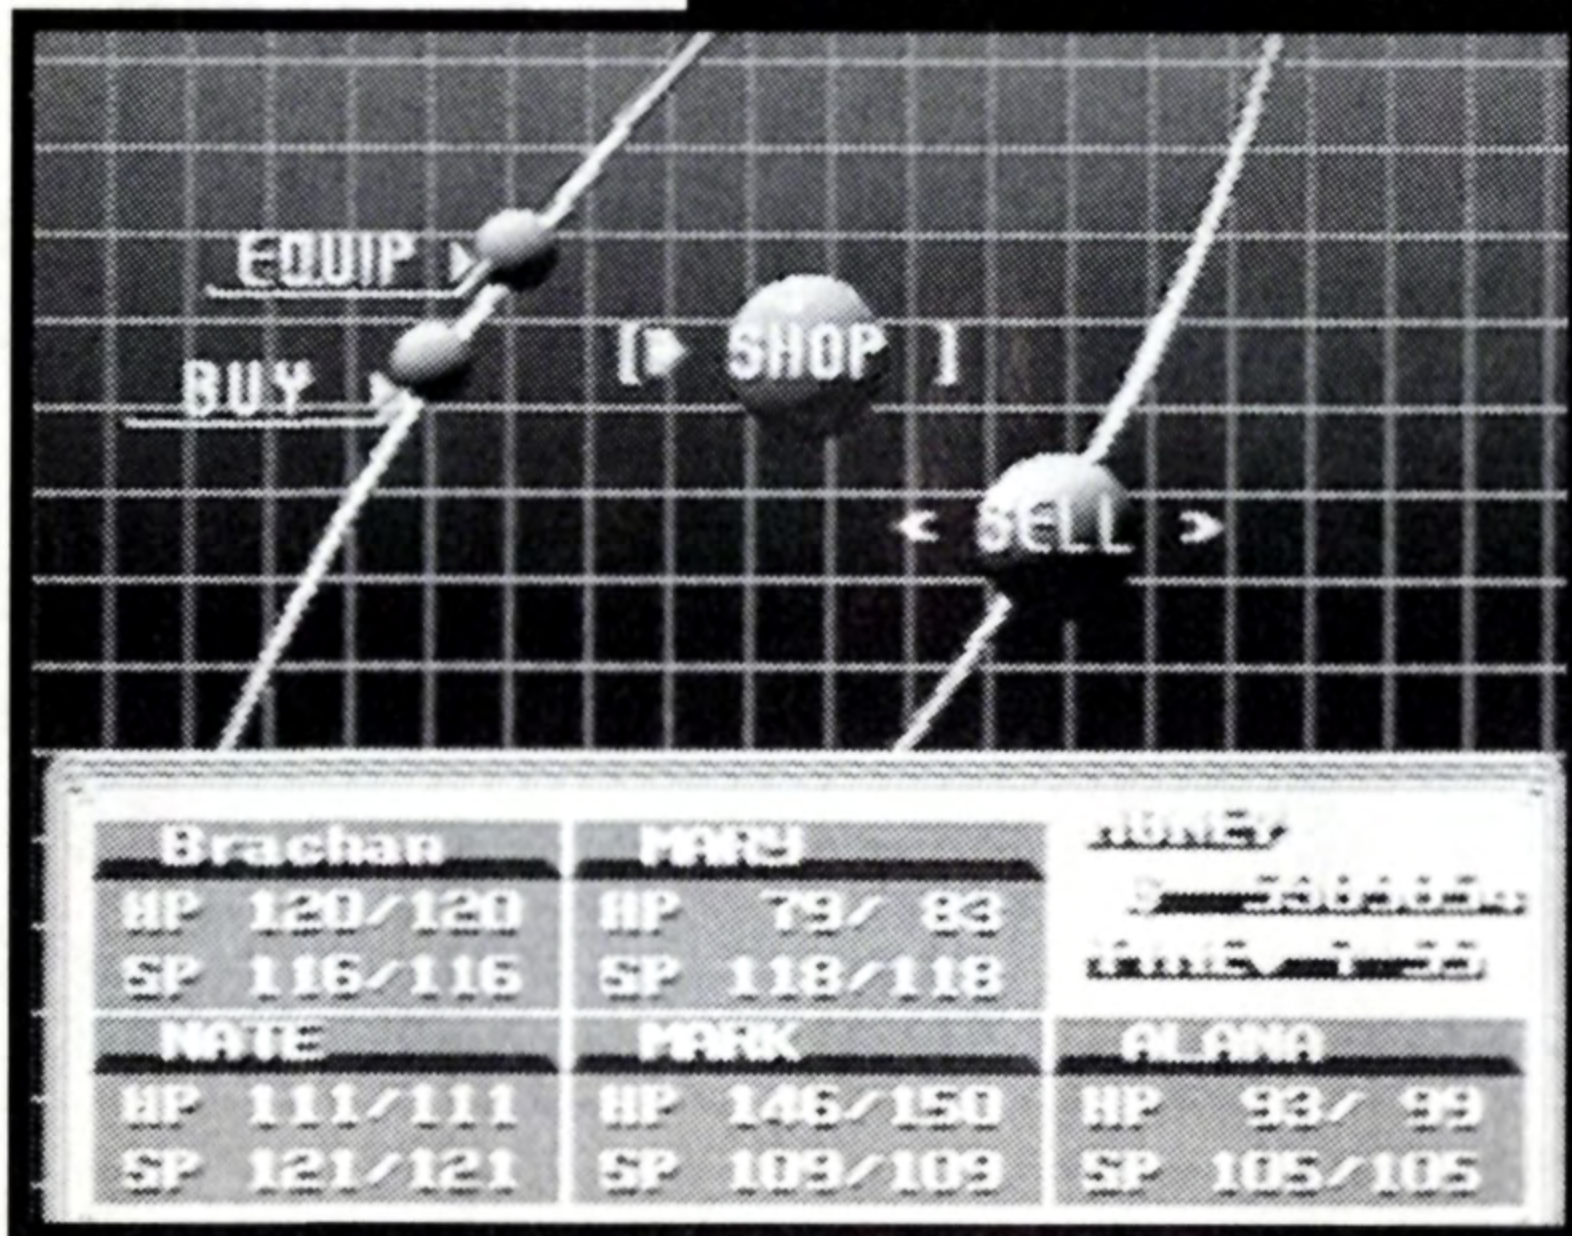 EQUIP
BUY
[▶ SHOP ]
< SELL >
Brachan
HP 120/120
SP 116/116
MARY
HP 79/ 83
SP 118/118
MONEY
NATE
HP 111/111
SP 121/121
MARK
HP 146/150
SP 109/109
ALANA
HP 93/ 99
SP 105/105